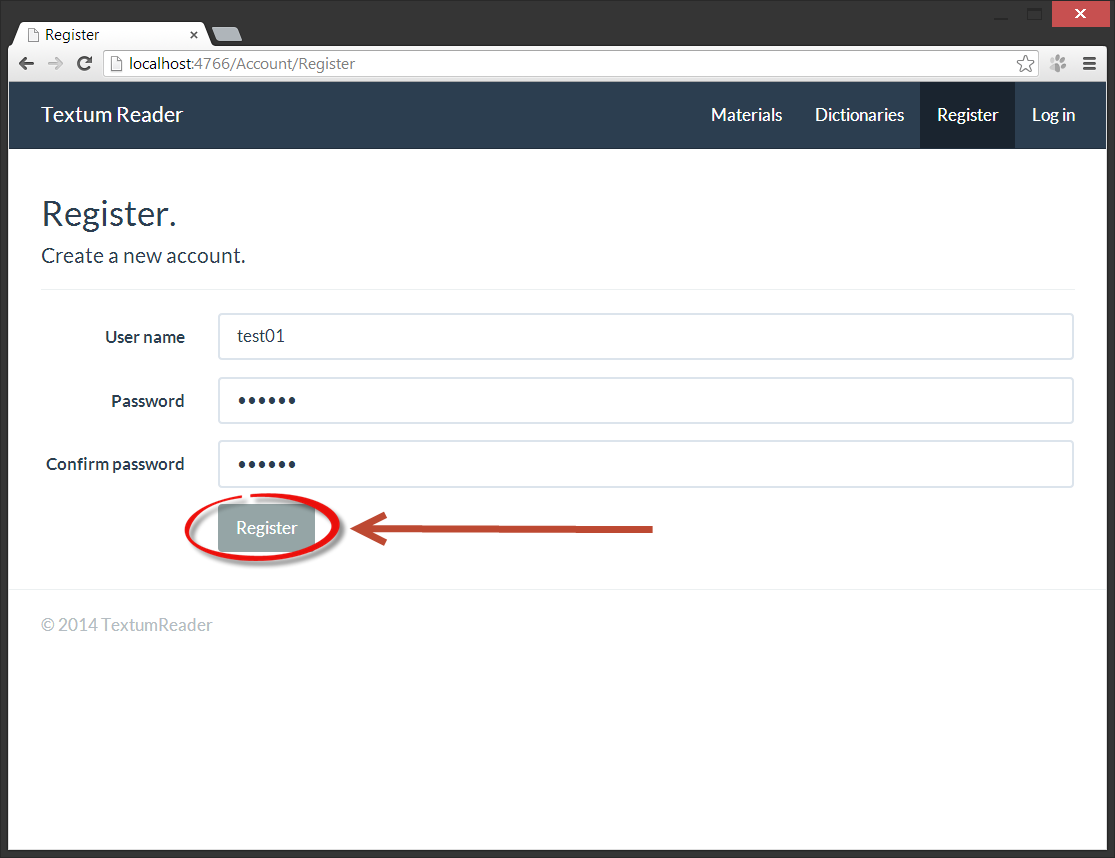 Register
localhost:4766/Account/Register
Textum Reader Materials Dictionaries Register Log in
Register.
Create a new account.
User name test01
Password ••••••
Confirm password ••••••
Register
© 2014 TextumReader